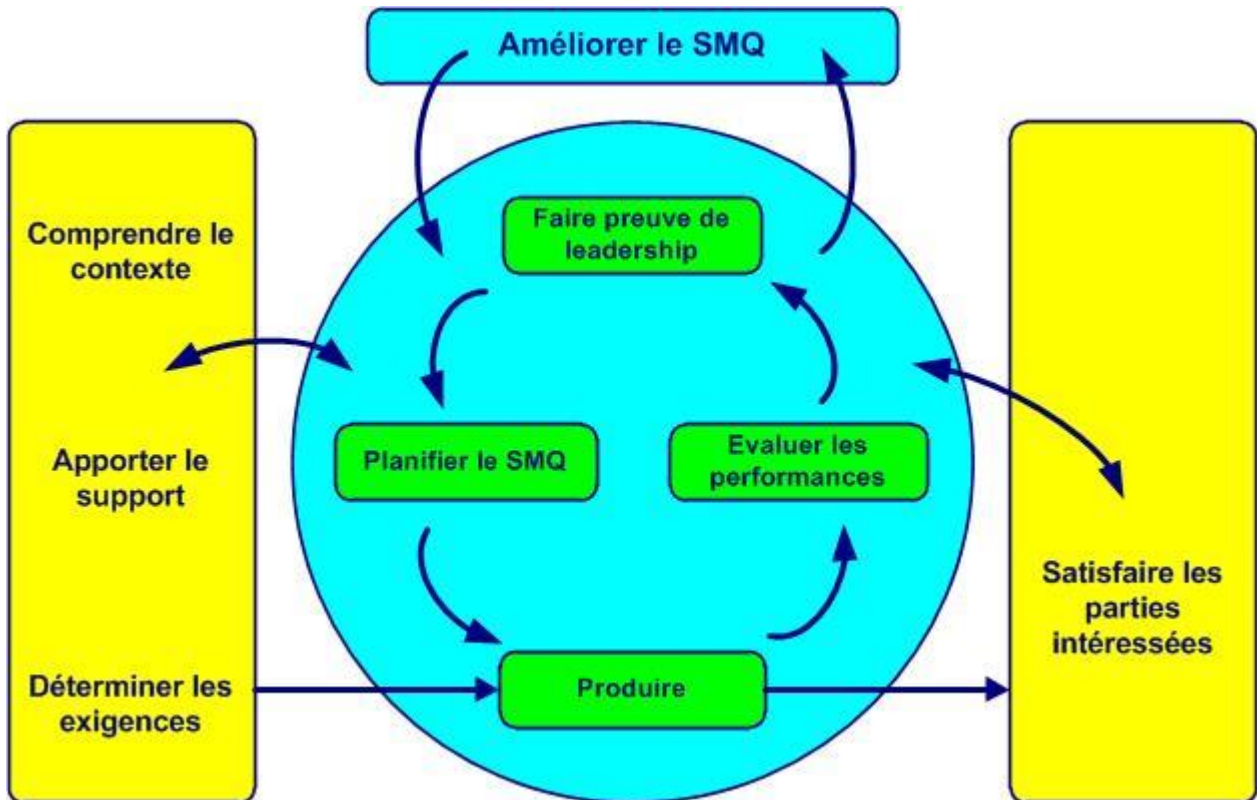 Améliorer le SMQ
Comprendre le
contexte
Apporter le
support
Déterminer les
exigences
Faire preuve de
leadership
Planifier le SMQ
Evaluer les
performances
Produire
Satisfaire les
parties
intéressées